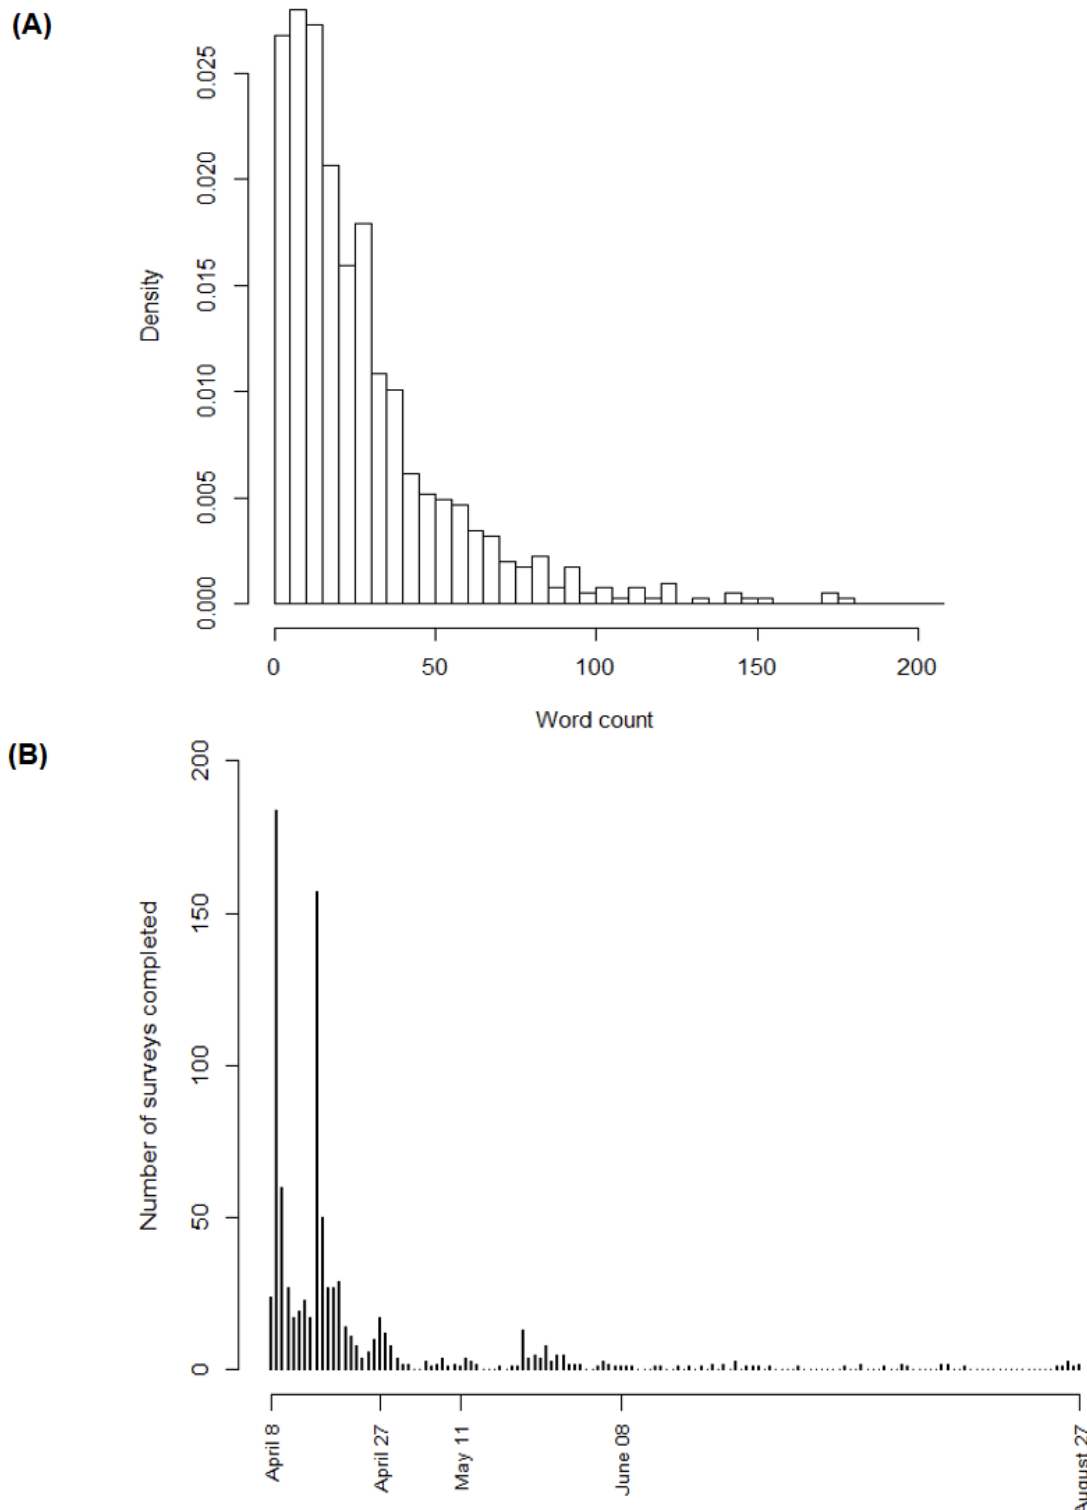 (A)
0.025
0.020
0.015
0.010
0.005
0.000
Density
0 50 100 150 200
Word count
(B)
200
150
100
50
0
Number of surveys completed
April 8 April 27 May 11 June 08 August 27